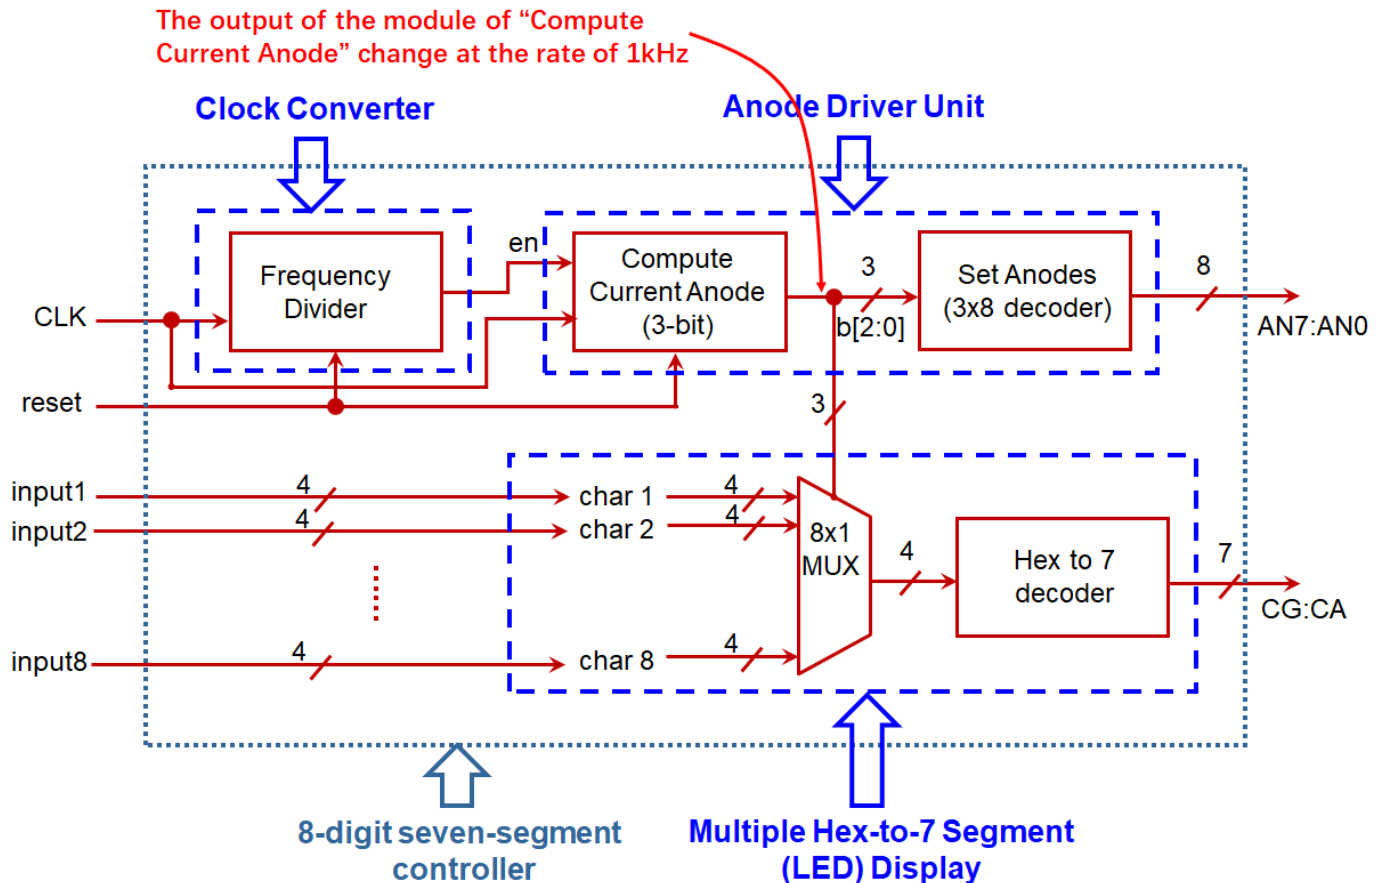 The output of the module of “Compute
Current Anode” change at the rate of 1kHz
Clock Converter
Anode Driver Unit
Frequency
Divider
en
Compute
Current Anode
(3-bit)
3
b[2:0]
Set Anodes
(3x8 decoder)
8
AN7:AN0
CLK
reset
3
input1
4
char 1
4
input2
4
char 2
4
8x1
MUX
4
Hex to 7
decoder
7
CG:CA
input8
4
char 8
4
8-digit seven-segment
controller
Multiple Hex-to-7 Segment
(LED) Display